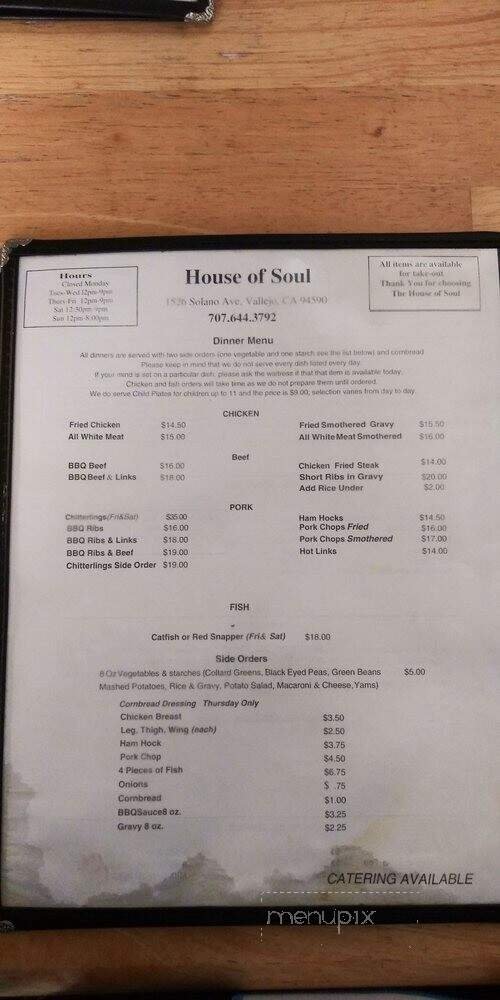 Hours
Closed Monday
Tues-Wed 12pm-9pm
Thurs-Fri 12pm-9pm
Sat 12:30pm-9pm
Sun 12pm-8:00pm
House of Soul
1526 Solano Ave, Vallejo, CA 94590
707.644.3792
All items are available
for take-out
Thank You for choosing
The House of Soul
Dinner Menu
All dinners are served with two side orders (one vegetable and one starch see the list below) and cornbread
Please keep in mind that we do not serve every dish listed every day.
If your mind is set on a particular dish, please ask the waitress if that that item is available today.
Chicken and fish orders will take time as we do not prepare them until ordered.
We do serve Child Plates for children up to 11 and the price is $9.00; selection varies from day to day.
CHICKEN
Fried Chicken $14.50 Fried Smothered Gravy $15.50
All White Meat $15.00 All White Meat Smothered $16.00
Beef
BBQ Beef $16.00 Chicken Fried Steak $14.00
BBQ Beef & Links $18.00 Short Ribs in Gravy $20.00
Add Rice Under $2.00
PORK
Chitterlings(Fri&Sat) $35.00 Ham Hocks $14.50
BBQ Ribs $16.00 Pork Chops Fried $16.00
BBQ Ribs & Links $18.00 Pork Chops Smothered $17.00
BBQ Ribs & Beef $19.00 Hot Links $14.00
Chitterlings Side Order $19.00
FISH
Catfish or Red Snapper (Fri& Sat) $18.00
Side Orders
8 Oz Vegetables & starches (Collard Greens, Black Eyed Peas, Green Beans $5.00
Mashed Potatoes, Rice & Gravy, Potato Salad, Macaroni & Cheese, Yams)
Cornbread Dressing Thursday Only
Chicken Breast $3.50
Leg, Thigh, Wing (each) $2.50
Ham Hock $3.75
Pork Chop $4.50
4 Pieces of Fish $6.75
Onions $ .75
Cornbread $1.00
BBQSauce8 oz. $3.25
Gravy 8 oz. $2.25
CATERING AVAILABLE
menupix